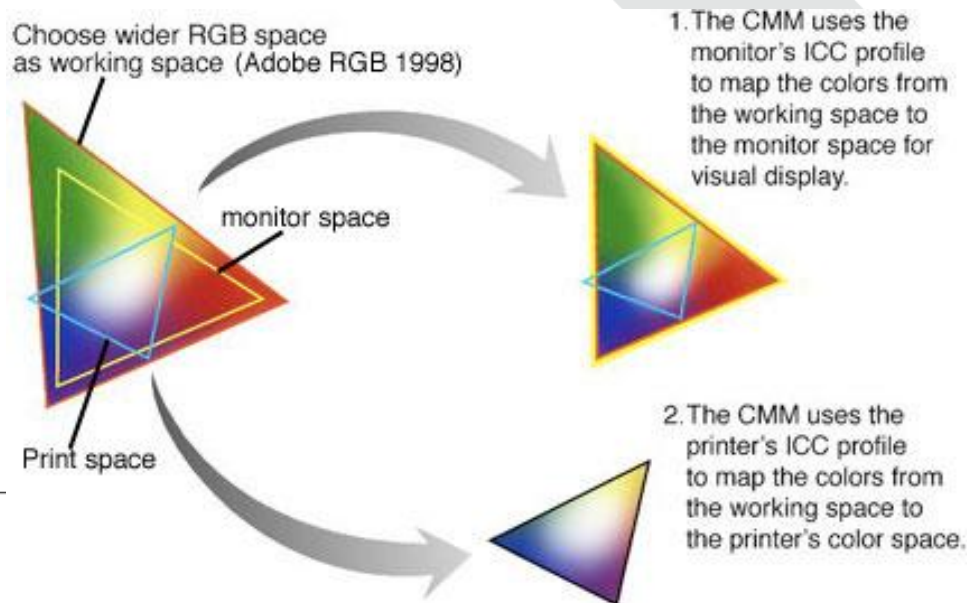 Choose wider RGB space
as working space (Adobe RGB 1998)
monitor space
Print space
1. The CMM uses the
monitor's ICC profile
to map the colors from
the working space to
the monitor space for
visual display.
2. The CMM uses the
printer's ICC profile
to map the colors from
the working space to
the printer's color space.